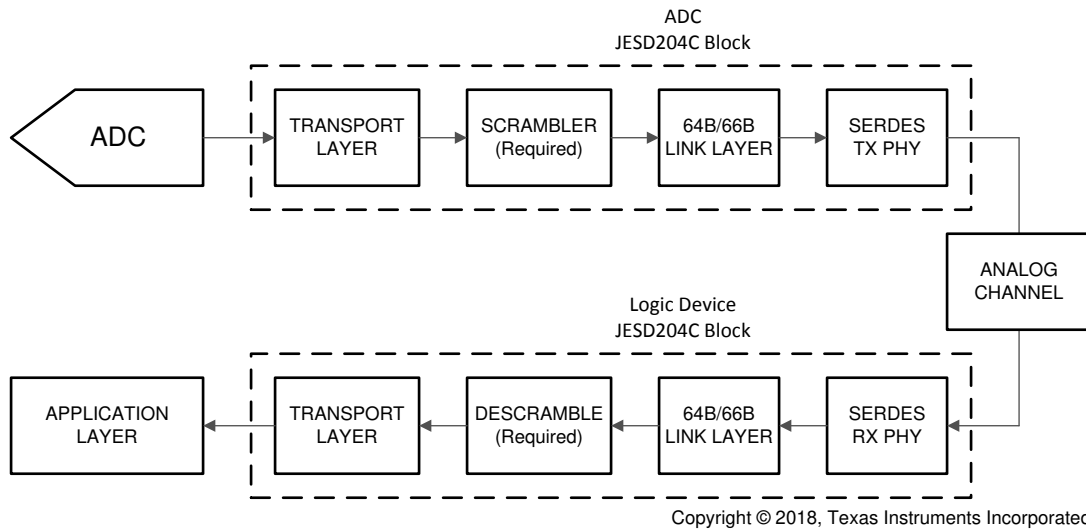 ADC
JESD204C Block
ADC
TRANSPORT
LAYER
SCRAMBLER
(Required)
64B/66B
LINK LAYER
SERDES
TX PHY
ANALOG
CHANNEL
Logic Device
JESD204C Block
APPLICATION
LAYER
TRANSPORT
LAYER
DESCRAMBLE
(Required)
64B/66B
LINK LAYER
SERDES
RX PHY
Copyright © 2018, Texas Instruments Incorporated